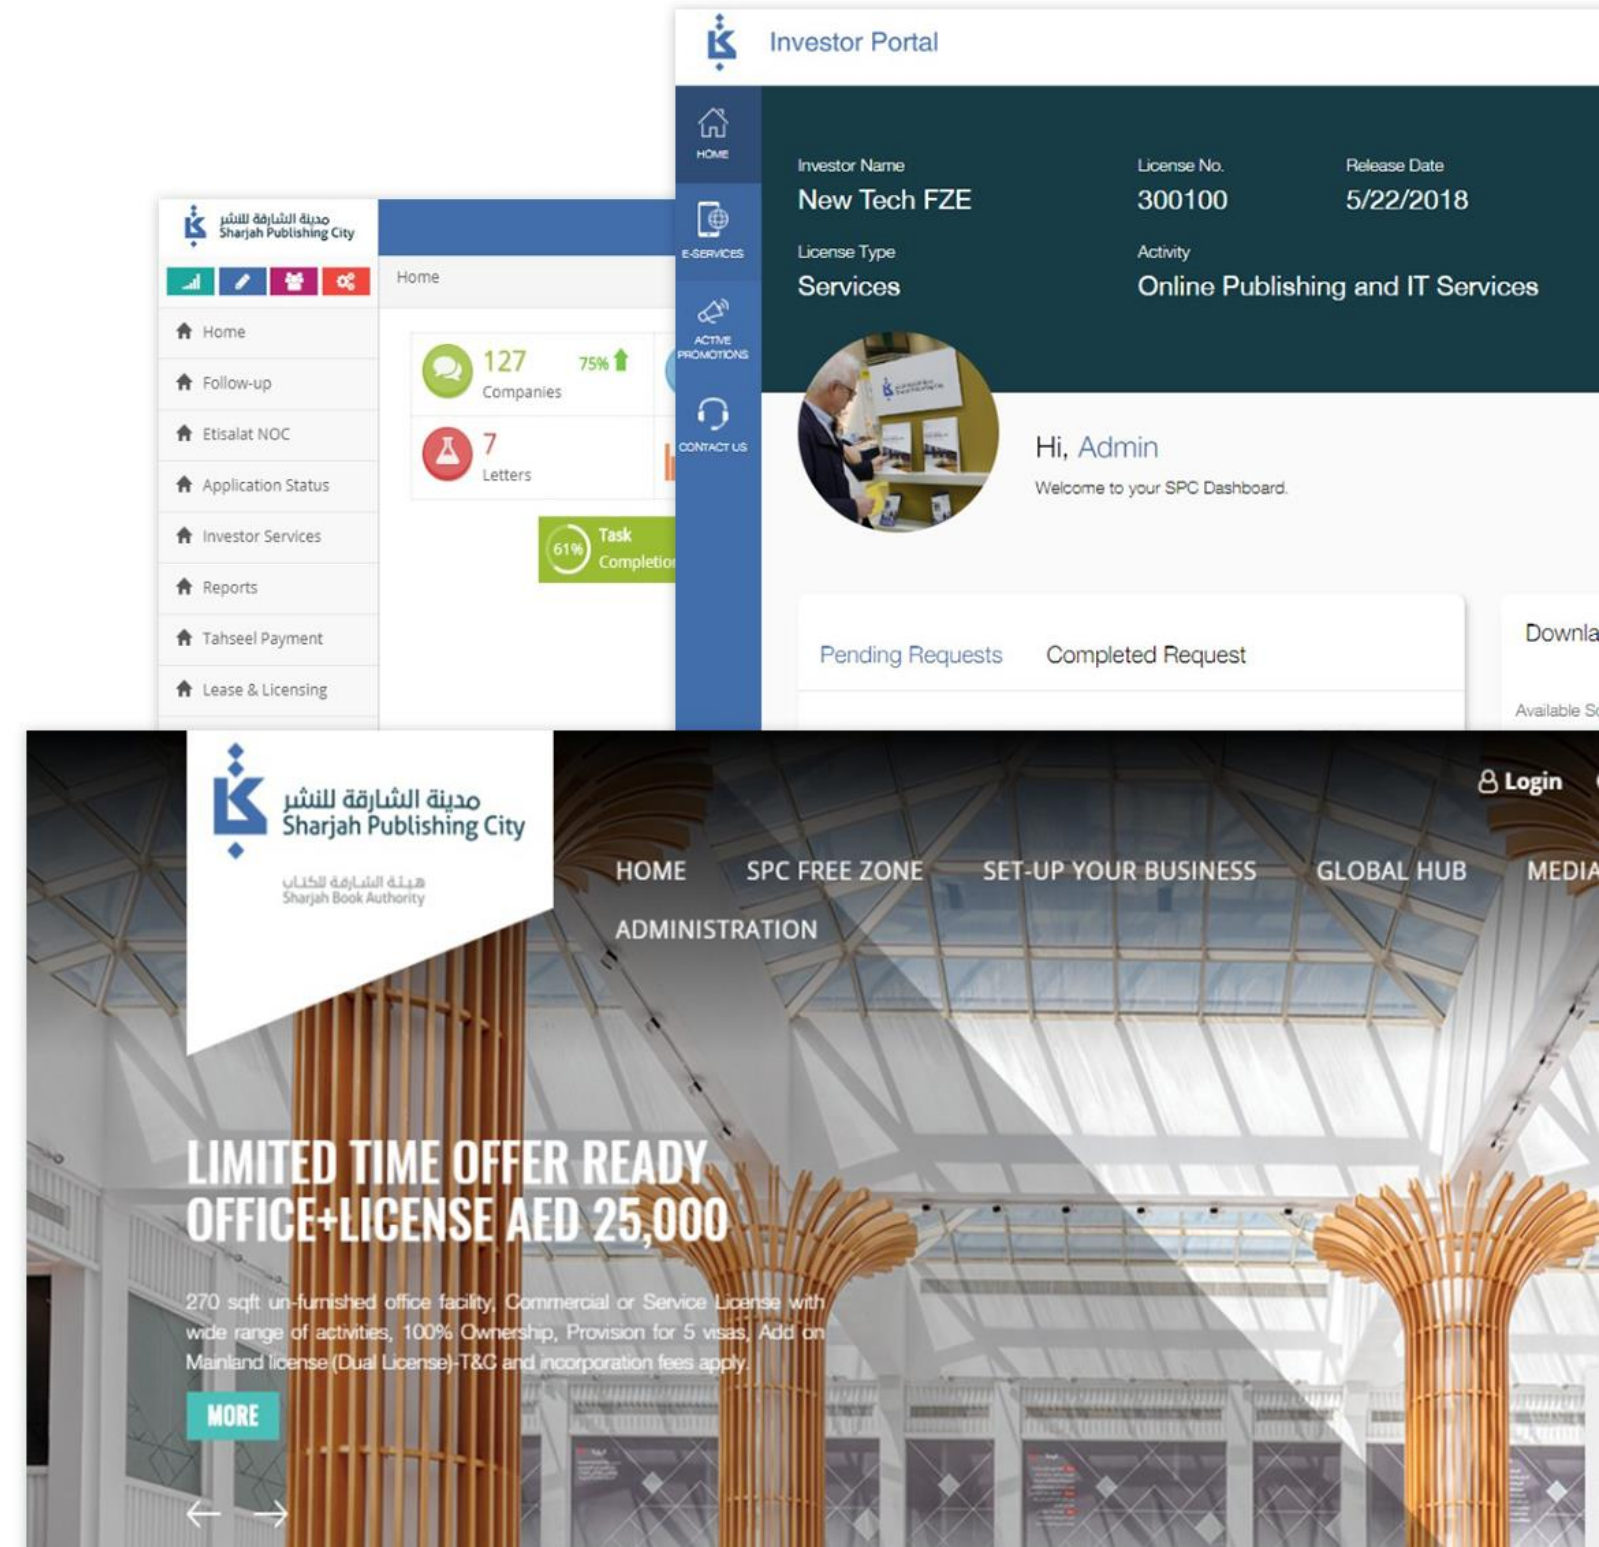 Investor Portal
HOME
E-SERVICES
ACTIVE
PROMOTIONS
CONTACT US
Investor Name
New Tech FZE
License No.
300100
Release Date
5/22/2018
License Type
Services
Activity
Online Publishing and IT Services
Hi, Admin
Welcome to your SPC Dashboard.
Pending Requests
Completed Request
Available
مدينة الشارقة للنشر
Sharjah Publishing City
Home
Home
Follow-up
Etisalat NOC
Application Status
Investor Services
Reports
Tahseel Payment
Lease & Licensing
127
75%
Companies
7
Letters
61%
Task
مدينة الشارقة للنشر
Sharjah Publishing City
هيئة الشارقة للكتاب
Sharjah Book Authority
Login
HOME SPC FREE ZONE SET-UP YOUR BUSINESS GLOBAL HUB MEDIA
ADMINISTRATION
LIMITED TIME OFFER READY
OFFICE+LICENSE AED 25,000
270 sqft un-furnished office facility, Commercial or Service License with
wide range of activities, 100% Ownership, Provision for 5 visas, Add on
Mainland license (Dual License)-T&C and incorporation fees apply.
MORE